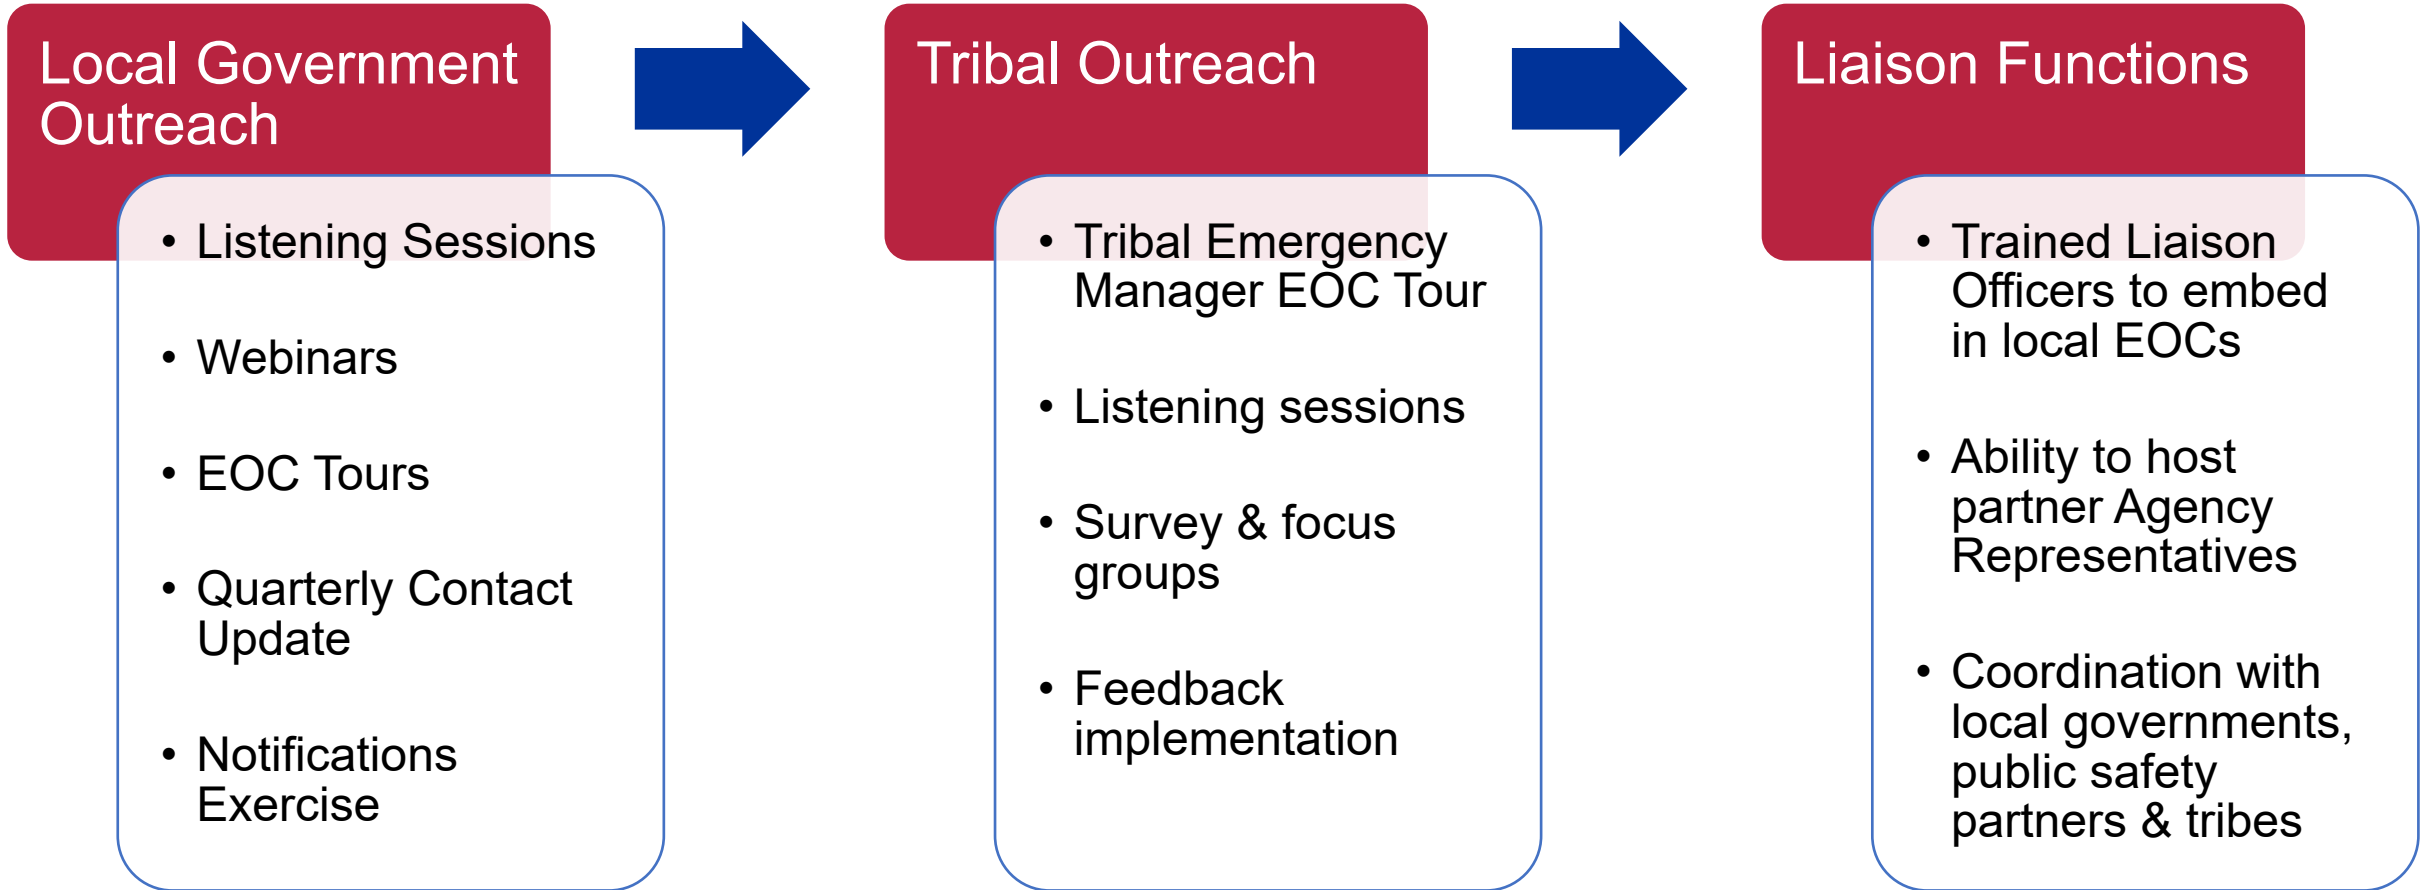 Local Government
Outreach
• Listening Sessions
• Webinars
• EOC Tours
• Quarterly Contact
Update
• Notifications
Exercise
Tribal Outreach
• Tribal Emergency
Manager EOC Tour
• Listening sessions
• Survey & focus
groups
• Feedback
implementation
Liaison Functions
• Trained Liaison
Officers to embed
in local EOCs
• Ability to host
partner Agency
Representatives
• Coordination with
local governments,
public safety
partners & tribes